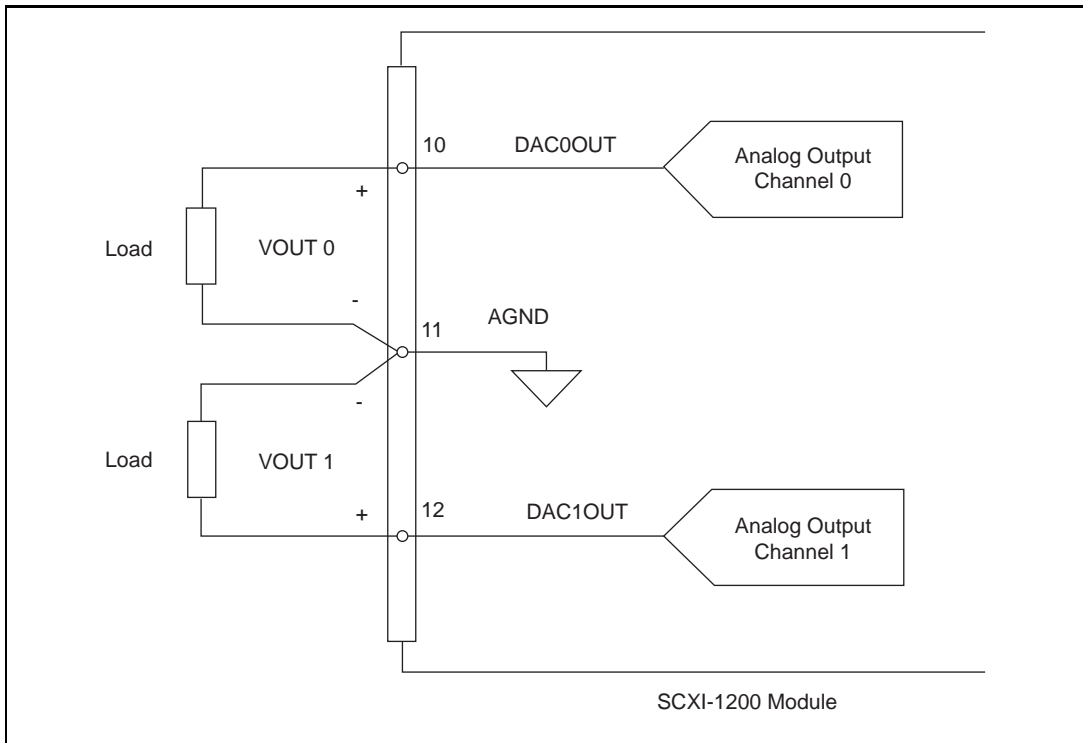 10
DAC0OUT
Analog Output
Channel 0
+
Load
VOUT 0
-
11
AGND
-
Load
VOUT 1
+
12
DAC1OUT
Analog Output
Channel 1
SCXI-1200 Module